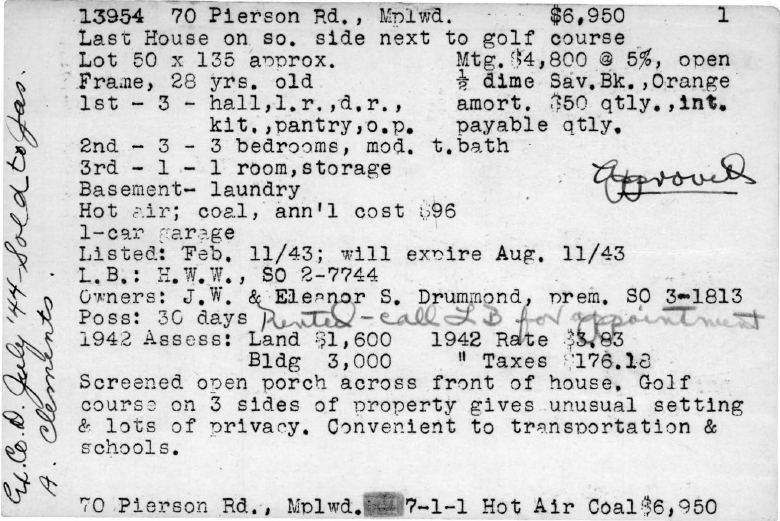 13954 70 Pierson Rd., Mplwd. $6,950 1
Last House on so. side next to golf course
Lot 50 x 135 approx. Mtg. $4,800 @ 5%, open
Frame, 28 yrs. old ½ dime Sav.Bk.,Orange
1st - 3 - hall,l.r.,d.r., amort. $50 qtly.,int.
kit.,pantry,o.p. payable qtly.
2nd - 3 - 3 bedrooms, mod. t.bath
3rd - 1 - 1 room,storage
Approved
Basement- laundry
Hot air; coal, ann'l cost $96
1-car garage
Listed: Feb. 11/43; will expire Aug. 11/43
L.B.: H.W.W., SO 2-7744
Owners: J.W. & Eleanor S. Drummond, prem. SO 3-1813
Poss: 30 days Rented - call LB for appointment
1942 Assess: Land $1,600 1942 Rate $3.83
Bldg 3,000 " Taxes $176.18
Screened open porch across front of house. Golf
course on 3 sides of property gives unusual setting
& lots of privacy. Convenient to transportation &
schools.
70 Pierson Rd., Mplwd. 7-1-1 Hot Air Coal $6,950
Ex. Co. D. July '44 - Sold to Jas.
A. Clements.